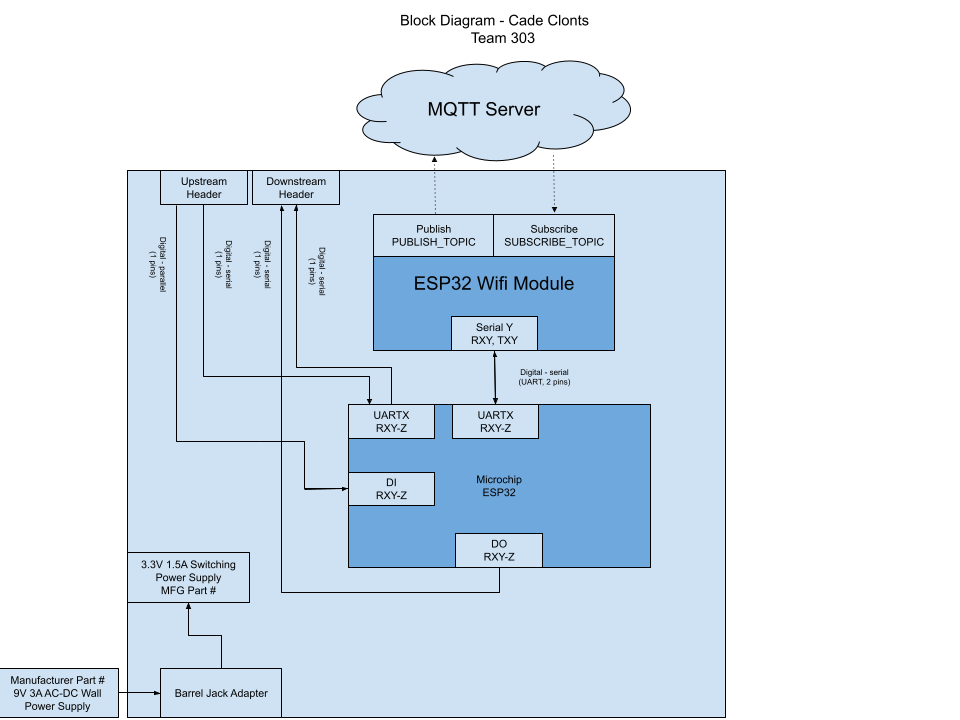 Block Diagram - Cade Clonts
Team 303
MQTT Server
Upstream
Header
Downstream
Header
Publish
PUBLISH_TOPIC
Subscribe
SUBSCRIBE_TOPIC
Digital - parallel
(1 pins)
Digital - serial
(1 pins)
Digital - serial
(1 pins)
Digital - serial
(1 pins)
ESP32 Wifi Module
Serial Y
RXY, TXY
Digital - serial
(UART, 2 pins)
UARTX
RXY-Z
UARTX
RXY-Z
DI
RXY-Z
Microchip
ESP32
DO
RXY-Z
3.3V 1.5A Switching
Power Supply
MFG Part #
Manufacturer Part #
9V 3A AC-DC Wall
Power Supply
Barrel Jack Adapter